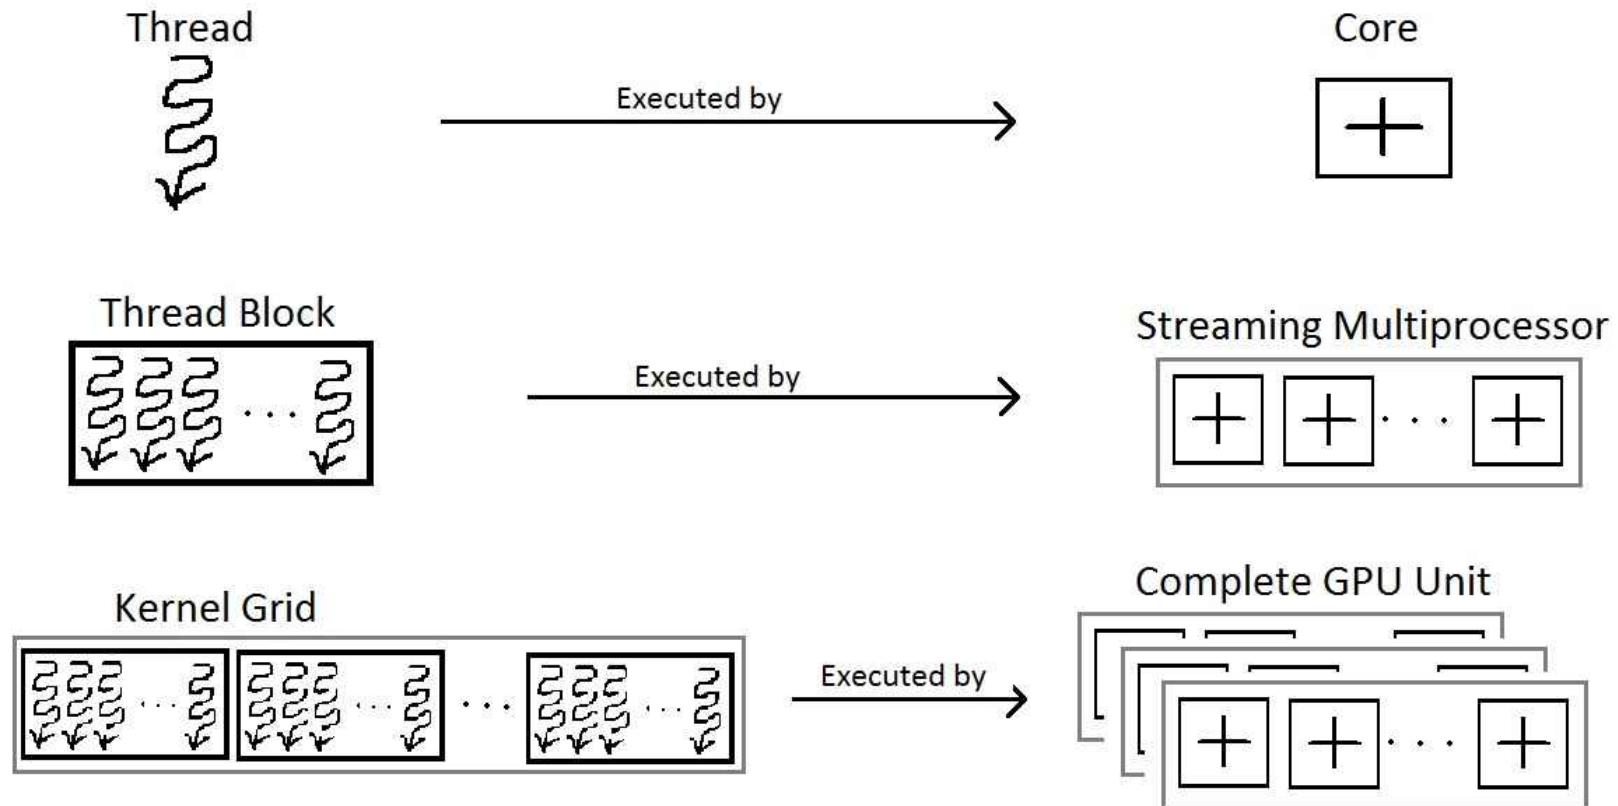 Thread
Executed by
Core
Thread Block
Executed by
Streaming Multiprocessor
Kernel Grid
Executed by
Complete GPU Unit